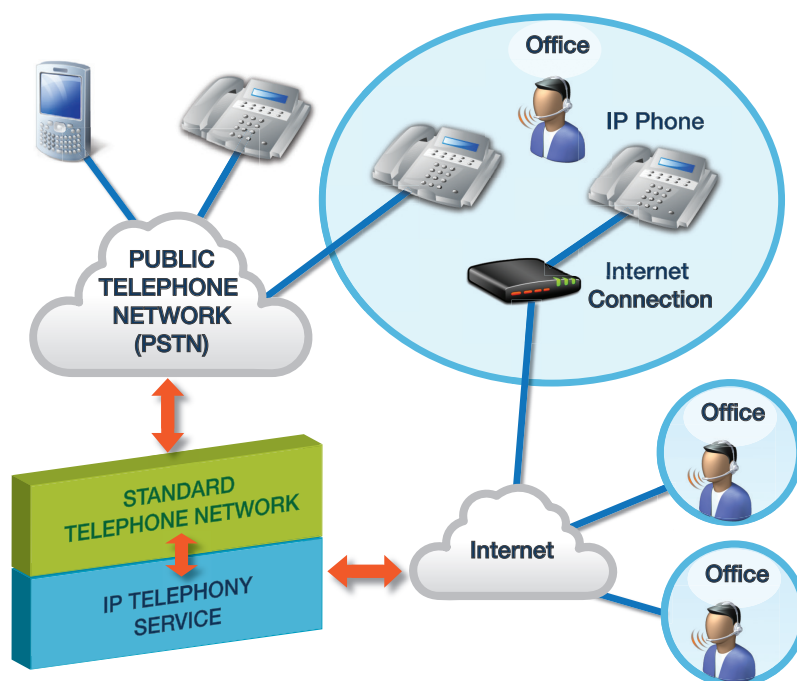 Office
IP Phone
PUBLIC
TELEPHONE
NETWORK
(PSTN)
Internet
Connection
Office
STANDARD
TELEPHONE NETWORK
Internet
IP TELEPHONY
SERVICE
Office